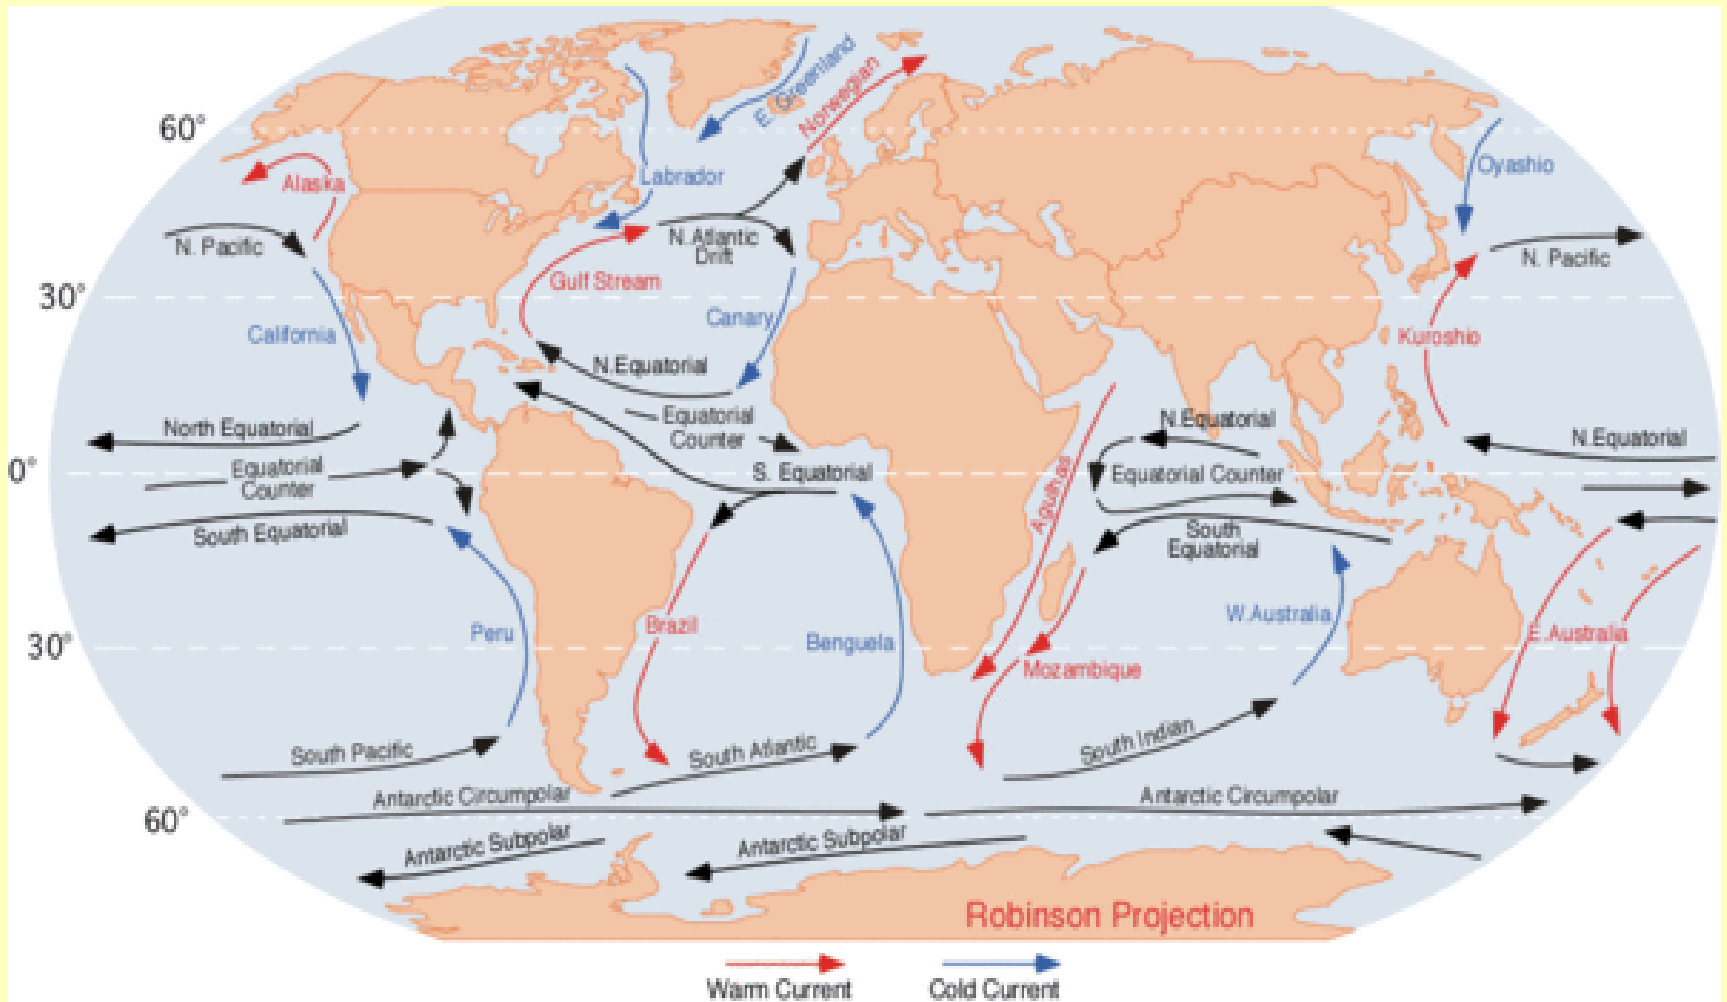 E. Greenland
Norwegian
60°
Labrador
Oyashio
Alaska
N. Pacific
N.Atlantic
Drift
N. Pacific
Gulf Stream
30°
California
Canary
Kuroshio
N.Equatorial
North Equatorial
Equatorial
Counter
N.Equatorial
N.Equatorial
0°
Equatorial
Counter
S. Equatorial
Equatorial Counter
Agulhas
South Equatorial
South
Equatorial
Peru
Brazil
Benguela
W.Australia
E.Australia
30°
Mozambique
South Pacific
South Atlantic
South Indian
Antarctic Circumpolar
Antarctic Circumpolar
60°
Antarctic Subpolar
Antarctic Subpolar
Robinson Projection
Warm Current
Cold Current